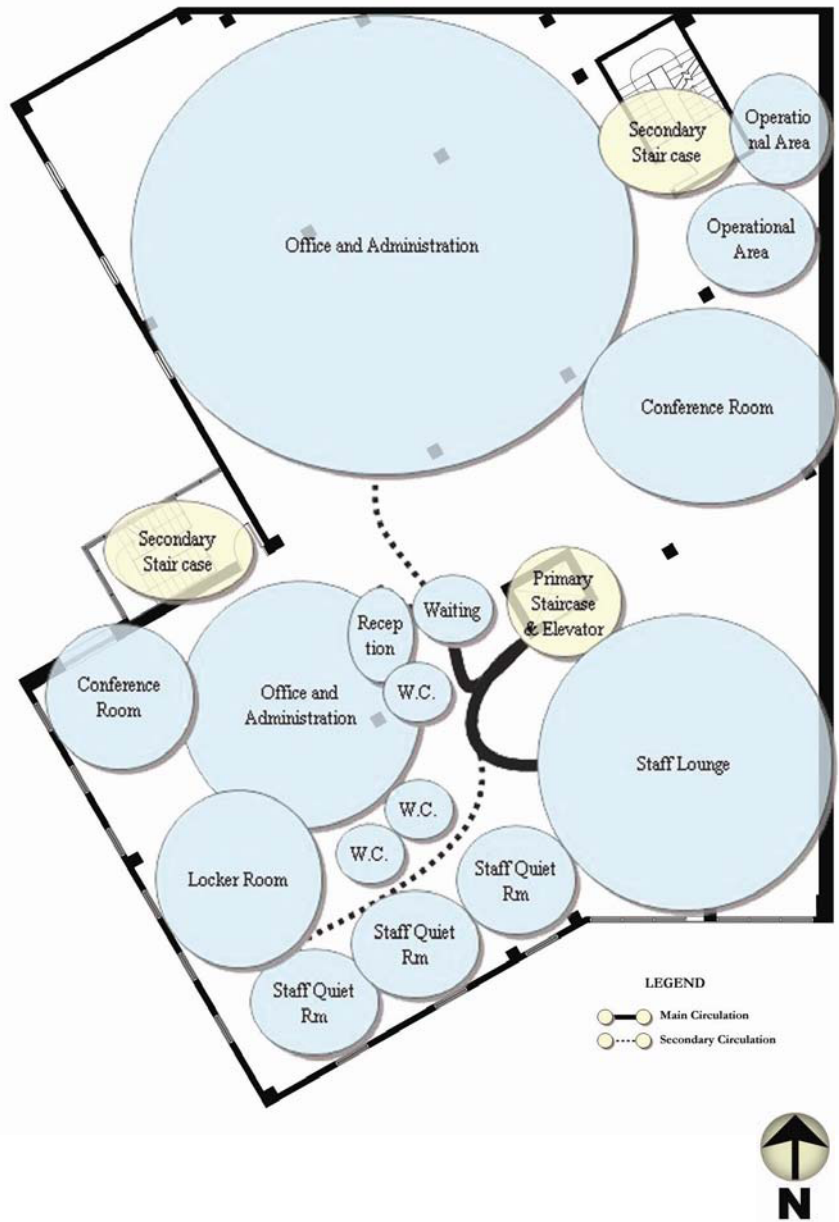 Operatio
nal Area
Secondary
Stair case
Operational
Area
Office and Administration
Conference Room
Secondary
Stair case
Primary
Staircase
& Elevator
Waiting
Recep
tion
W.C.
Conference
Room
Office and
Administration
Staff Lounge
W.C.
W.C.
Locker Room
Staff Quiet
Rm
Staff Quiet
Rm
Staff Quiet
Rm
LEGEND
Main Circulation
Secondary Circulation
N